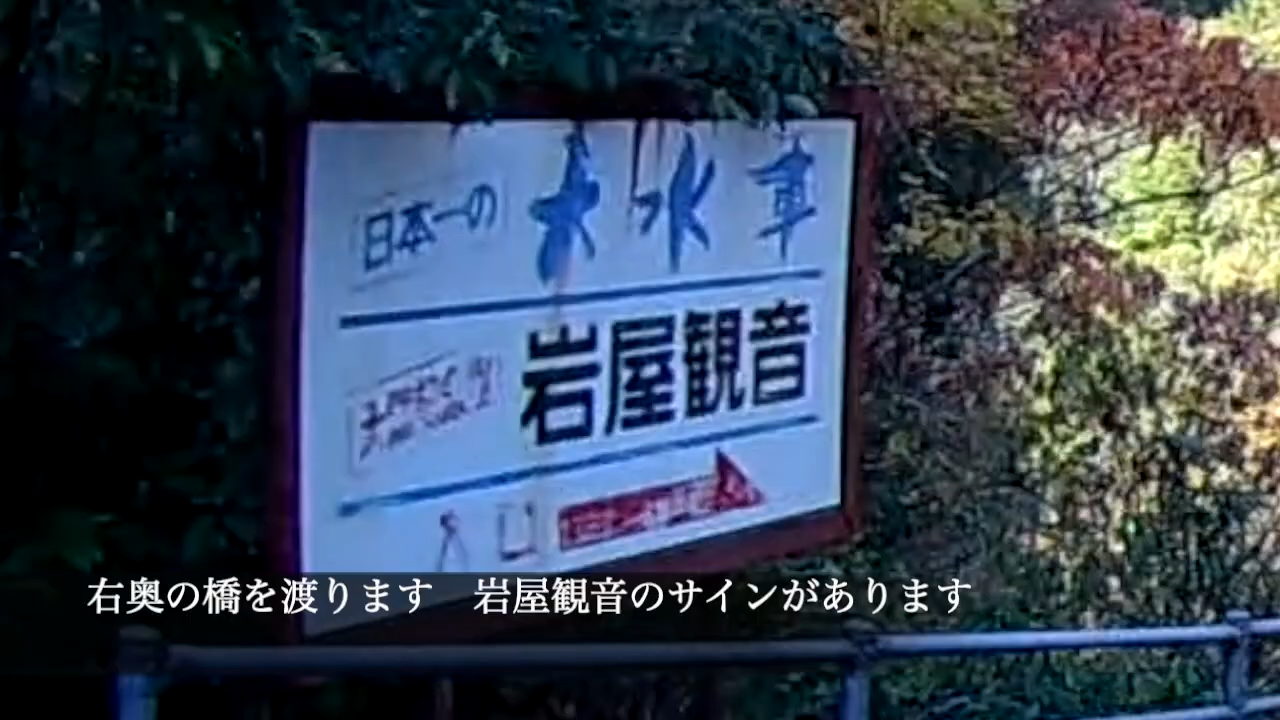 日本一の 大水車
岩屋観音
入口
右奥の橋を渡ります　岩屋観音のサインがあります